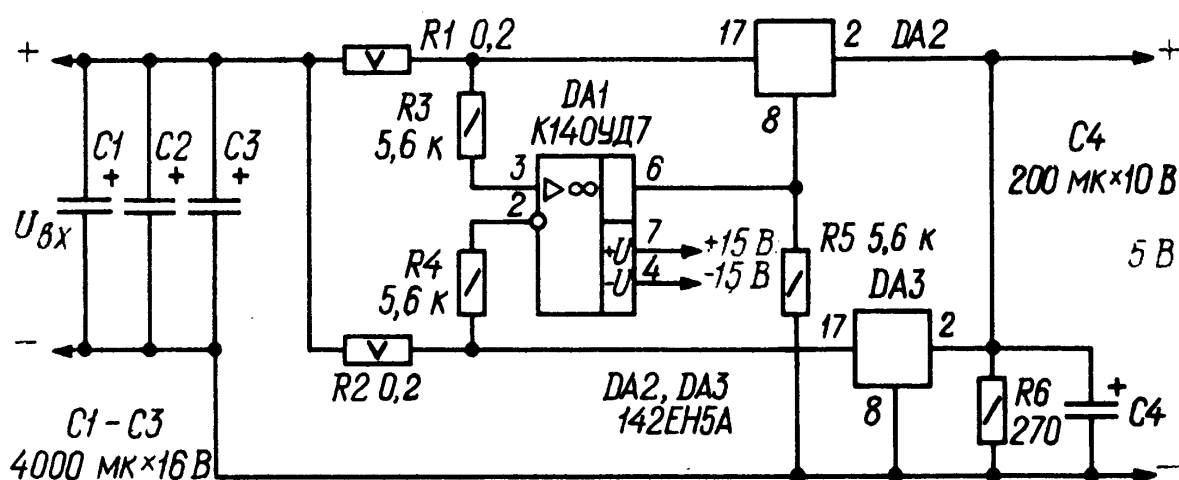 +
R1 0,2
17
2
DA2
+
R3
5,6 к
DA1
К140УД7
8
C1
+
C2
+
C3
+
3
▷∞
6
C4
200 мк×10 В
2
Uвх
R4
5,6 к
+U
7
+15 В
-U
4
-15 В
R5 5,6 к
5 В
DA3
17
2
−
R2 0,2
DA2, DA3
142ЕН5А
8
R6
270
+
C4
C1 – C3
4000 мк×16 В
−